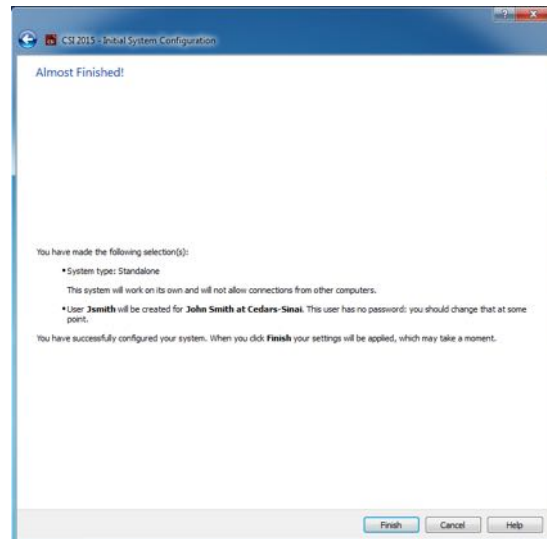 CSI 2015 - Initial System Configuration
Almost Finished!
You have made the following selection(s):
• System type: Standalone
This system will work on its own and will not allow connections from other computers.
• User Jsmith will be created for John Smith at Cedars-Sinai. This user has no password: you should change that at some
point.
You have successfully configured your system. When you click Finish your settings will be applied, which may take a moment.
Finish Cancel Help